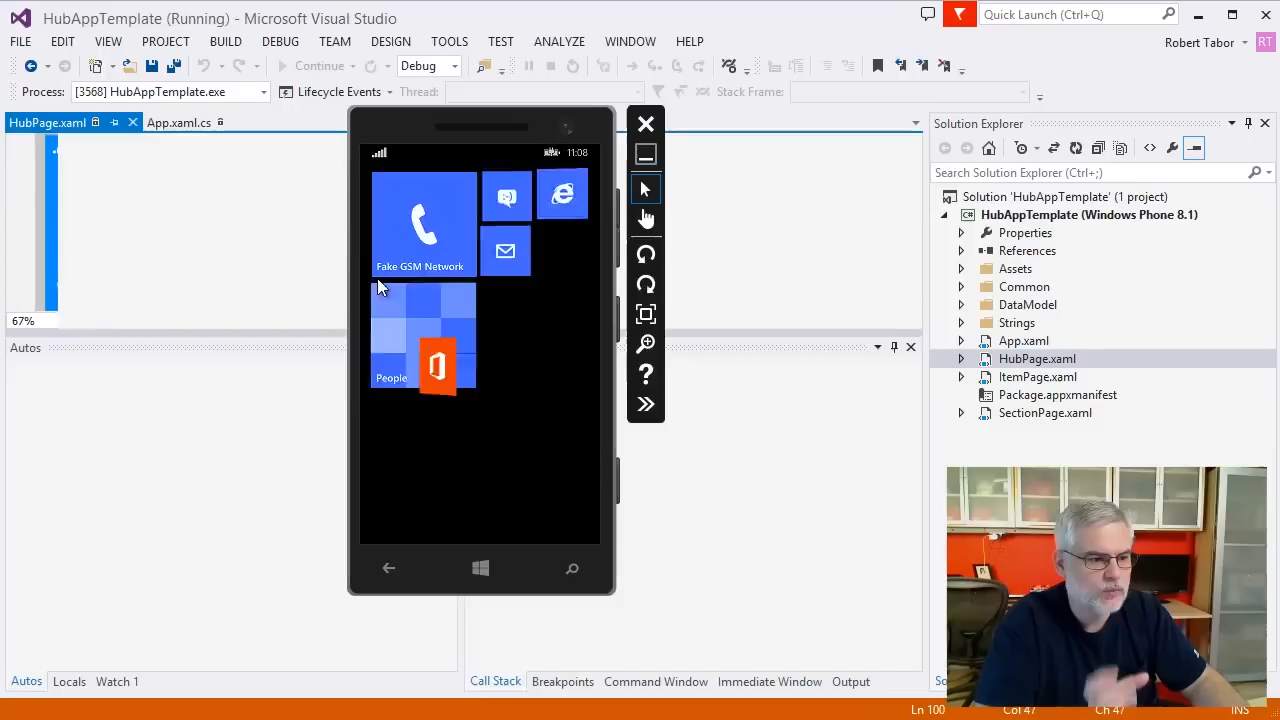 HubAppTemplate (Running) - Microsoft Visual Studio
Quick Launch (Ctrl+Q)
FILE EDIT VIEW PROJECT BUILD DEBUG TEAM DESIGN TOOLS TEST ANALYZE WINDOW HELP
Robert Tabor RT
Continue Debug
Process: [3568] HubAppTemplate.exe Lifecycle Events Thread: Stack Frame:
HubPage.xaml App.xaml.cs
67%
Autos
Autos Locals Watch 1
11:08
Fake GSM Network
People
?
Call Stack Breakpoints Command Window Immediate Window Output
Solution Explorer
Search Solution Explorer (Ctrl+;)
Solution 'HubAppTemplate' (1 project)
C# HubAppTemplate (Windows Phone 8.1)
Properties
References
Assets
Common
DataModel
Strings
App.xaml
HubPage.xaml
ItemPage.xaml
Package.appxmanifest
SectionPage.xaml
Ln 100 Col 47 Ch 47 INS